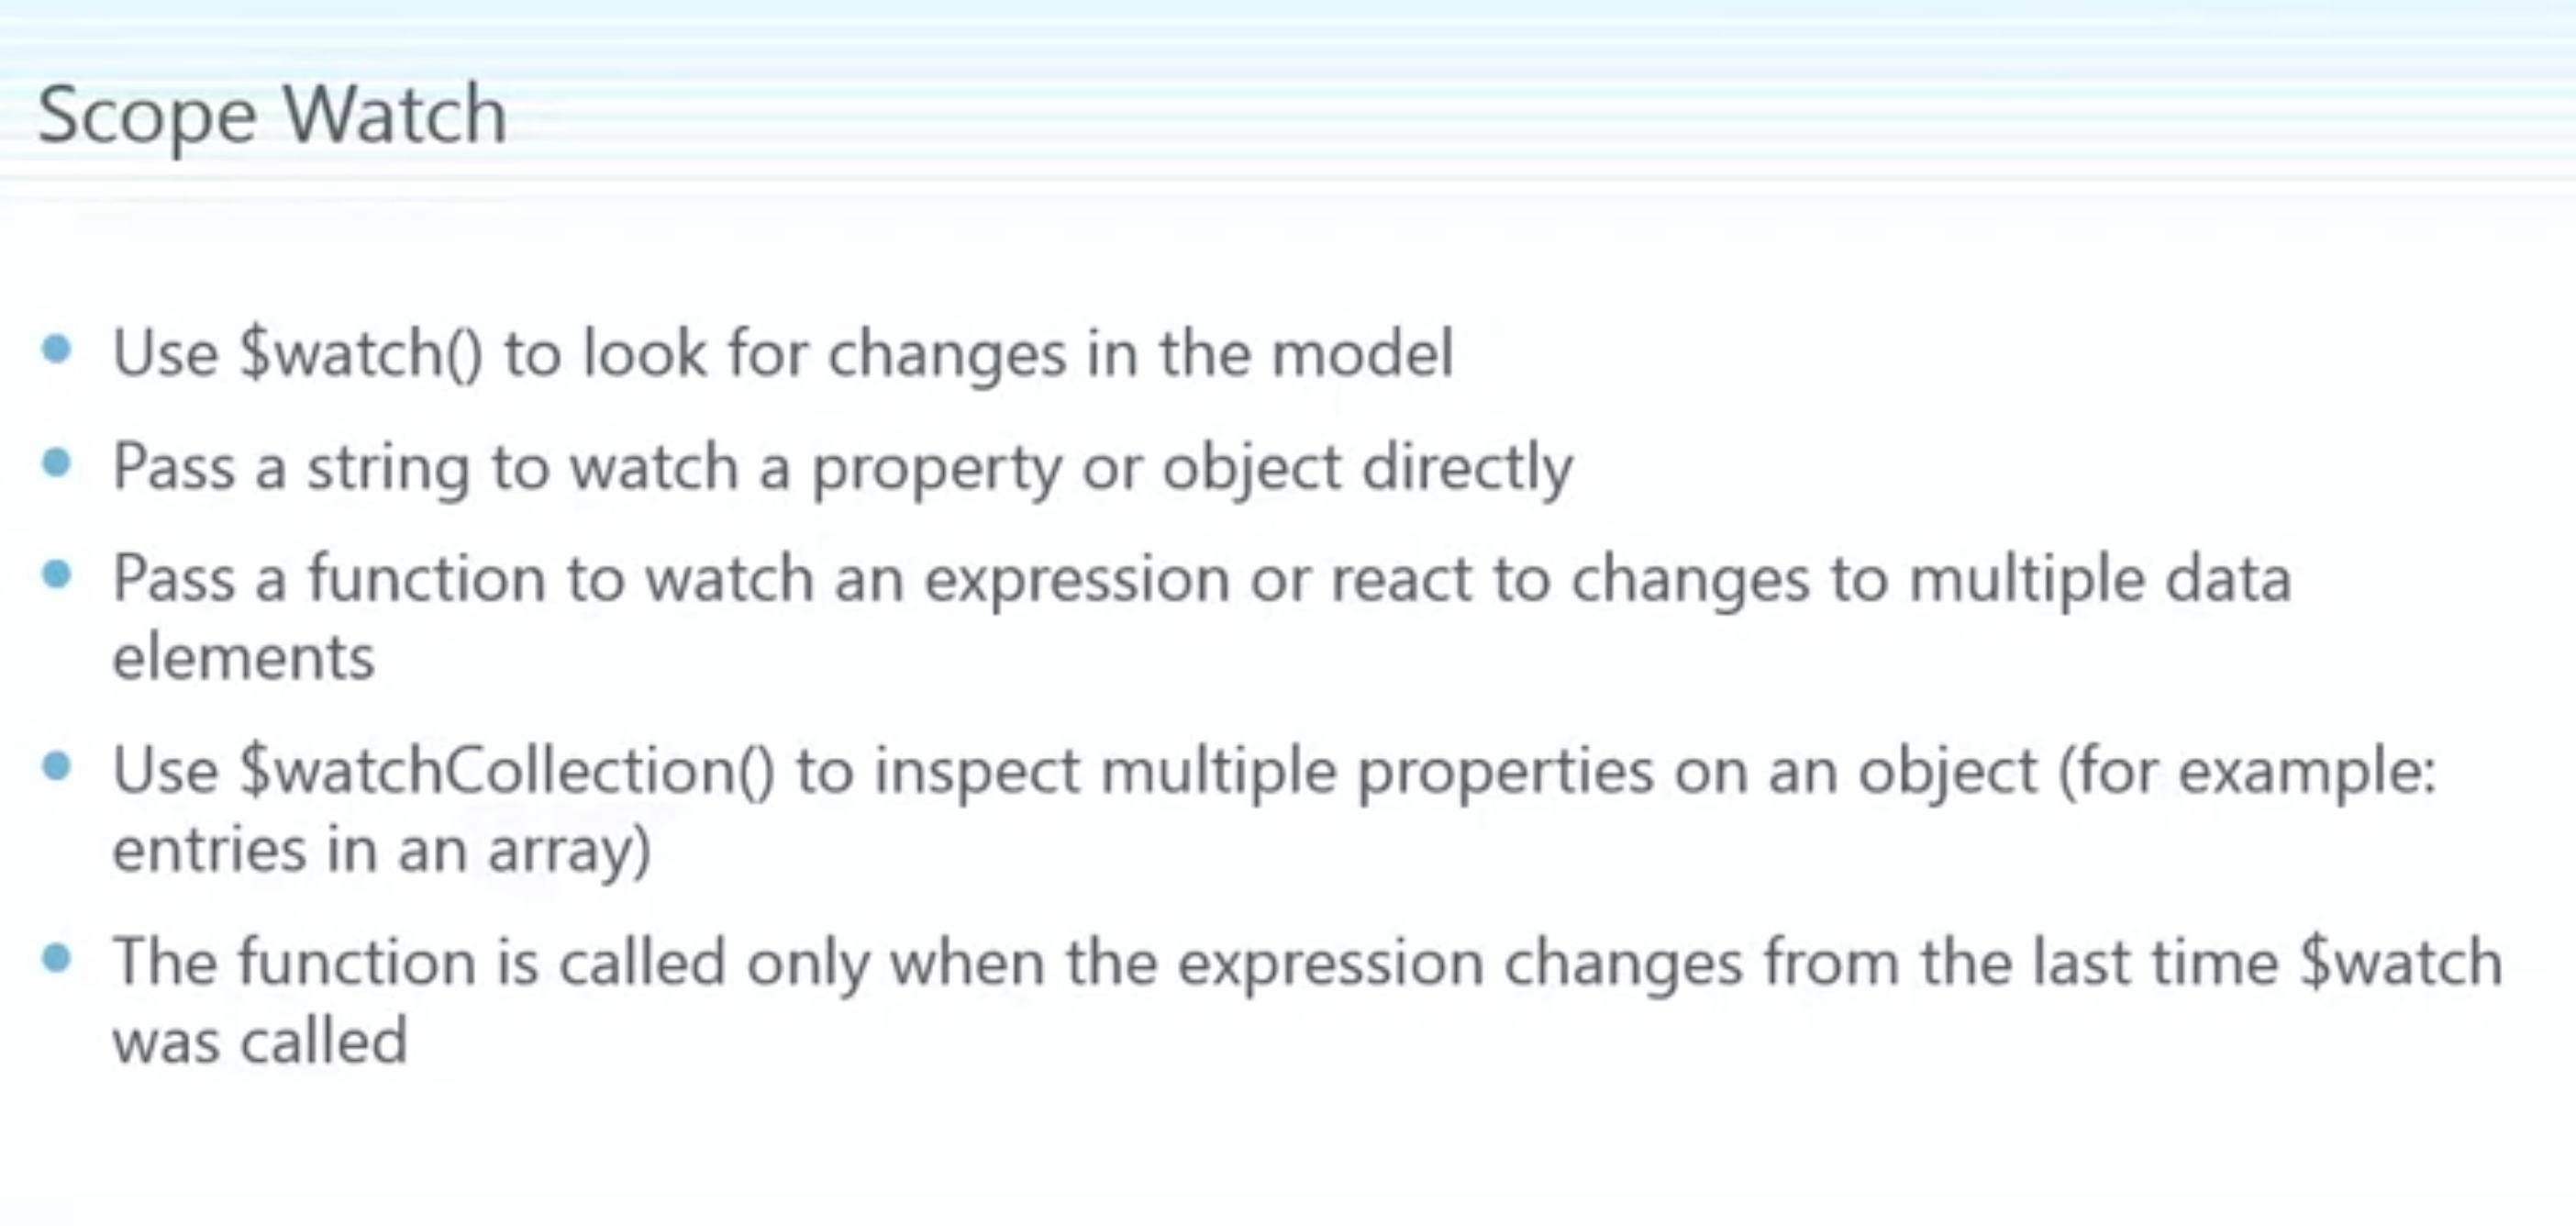 Scope Watch
Use $watch() to look for changes in the model
Pass a string to watch a property or object directly
Pass a function to watch an expression or react to changes to multiple data
elements
Use $watchCollection() to inspect multiple properties on an object (for example:
entries in an array)
The function is called only when the expression changes from the last time $watch
was called